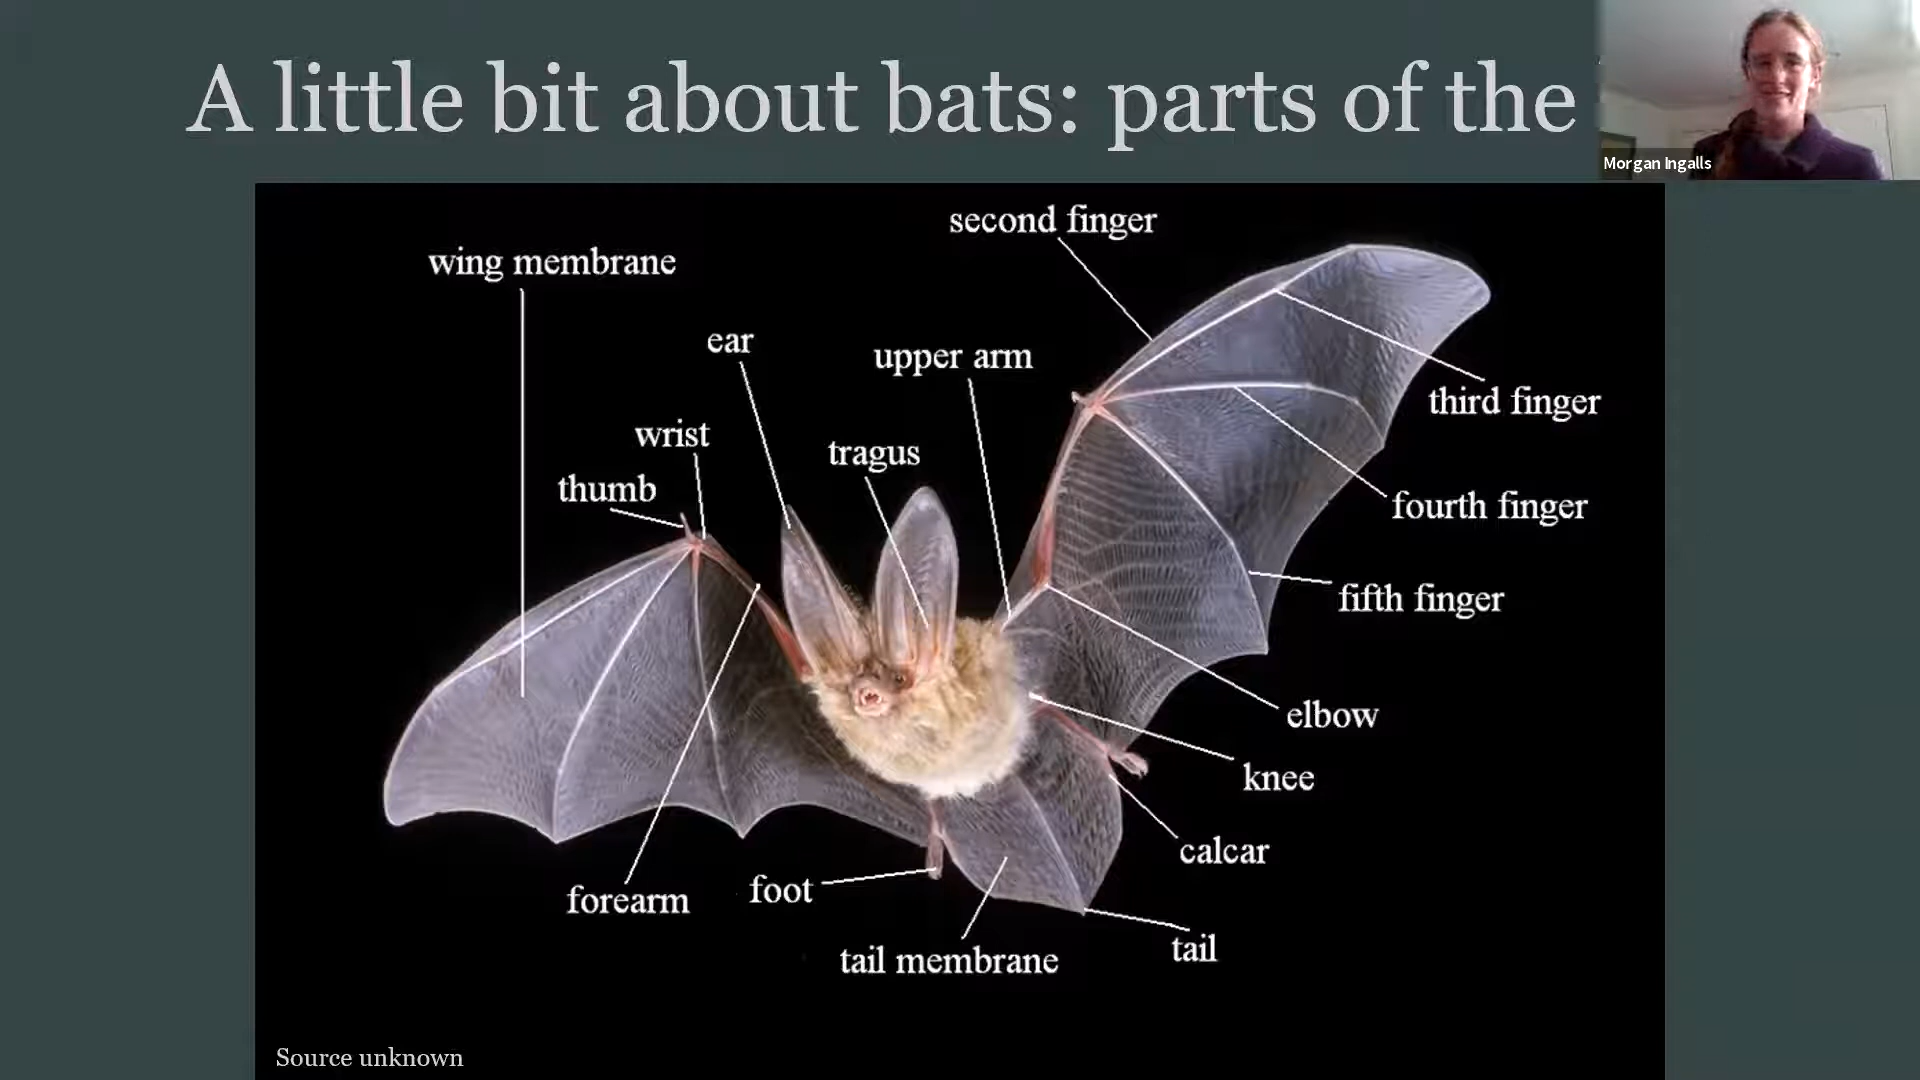 A little bit about bats: parts of the
Morgan Ingalls
second finger
wing membrane
ear
upper arm
third finger
wrist
tragus
thumb
fourth finger
fifth finger
elbow
knee
calcar
forearm
foot
tail
tail membrane
Source unknown